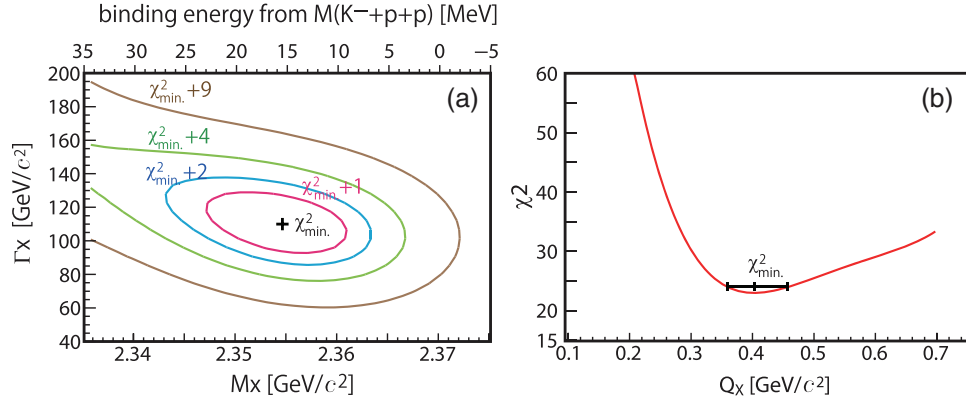 binding energy from M(K−+p+p) [MeV]
35 30 25 20 15 10 5 0 −5
200
180
160
140
120
100
80
60
40
Γx [GeV/c²]
(a)
χ²min.+9
χ²min.+4
χ²min.+2
χ²min.+1
χ²min.
2.34 2.35 2.36 2.37
Mx [GeV/c²]
60
50
40
30
20
15
χ2
(b)
χ²min.
0.1 0.2 0.3 0.4 0.5 0.6 0.7
QX [GeV/c²]